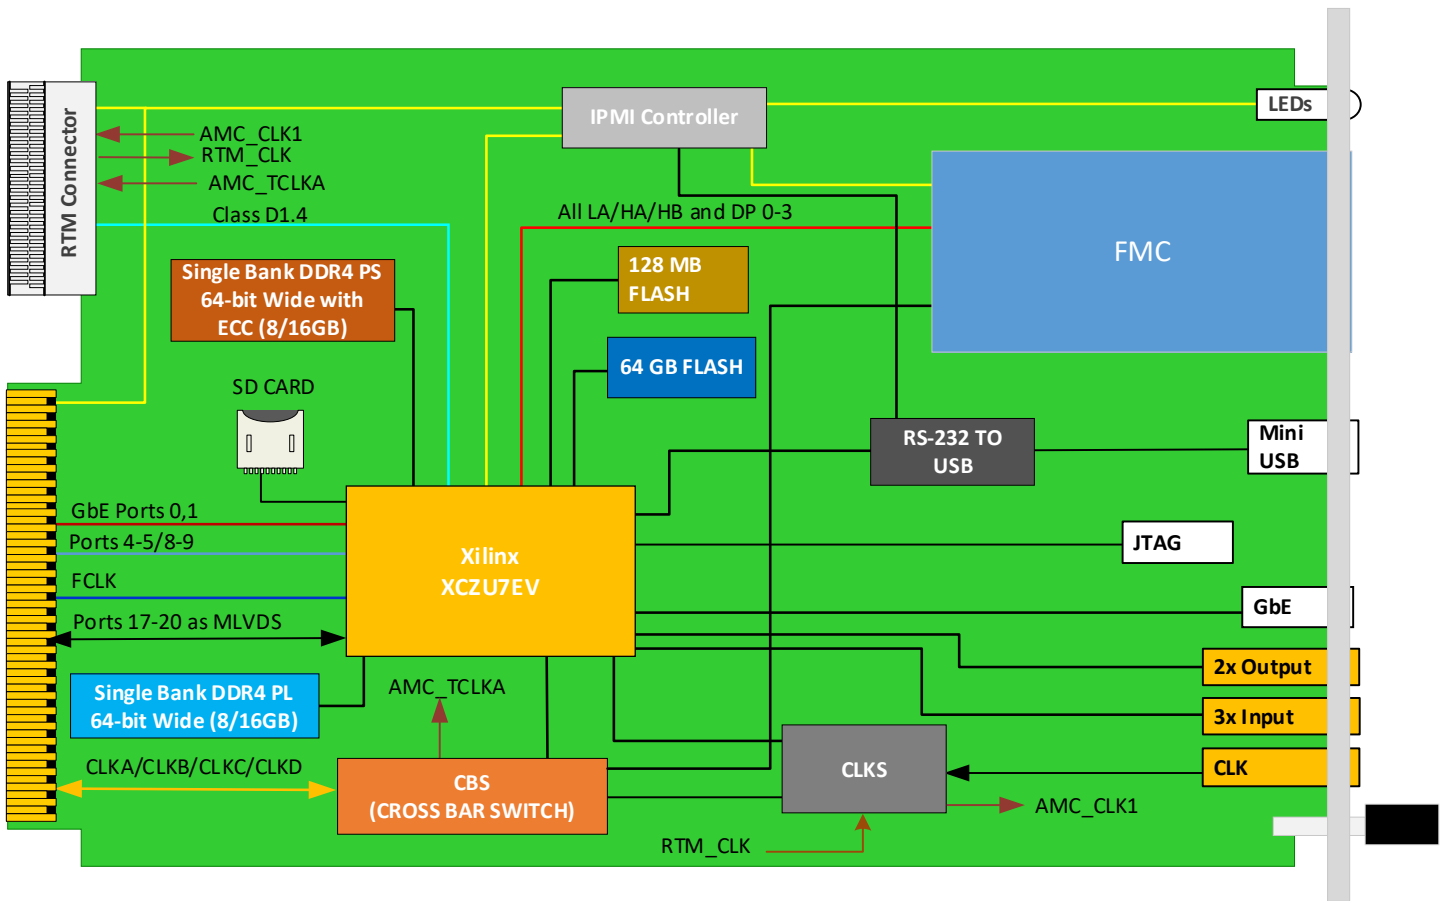 IPMI Controller
LEDs
RTM Connector
AMC_CLK1
RTM_CLK
AMC_TCLKA
Class D1.4
All LA/HA/HB and DP 0-3
FMC
Single Bank DDR4 PS
64-bit Wide with
ECC (8/16GB)
128 MB
FLASH
64 GB FLASH
SD CARD
RS-232 TO
USB
Mini
USB
GbE Ports 0,1
Ports 4-5/8-9
FCLK
Ports 17-20 as MLVDS
Xilinx
XCZU7EV
JTAG
GbE
2x Output
3x Input
CLK
Single Bank DDR4 PL
64-bit Wide (8/16GB)
AMC_TCLKA
CLKA/CLKB/CLKC/CLKD
CBS
(CROSS BAR SWITCH)
CLKS
AMC_CLK1
RTM_CLK